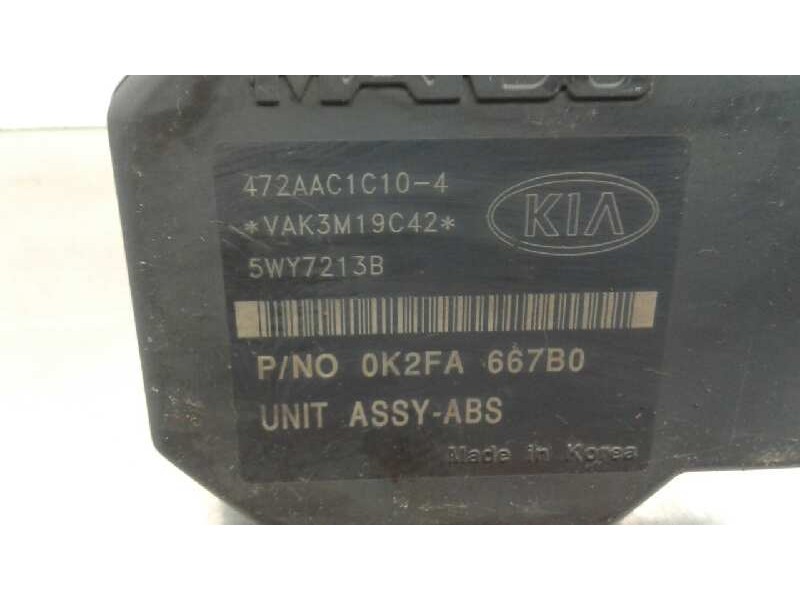 472AAC1C10-4
*VAK3M19C42*
KIA
5WY7213B
P/NO 0K2FA 667B0
UNIT ASSY-ABS
Made in Korea